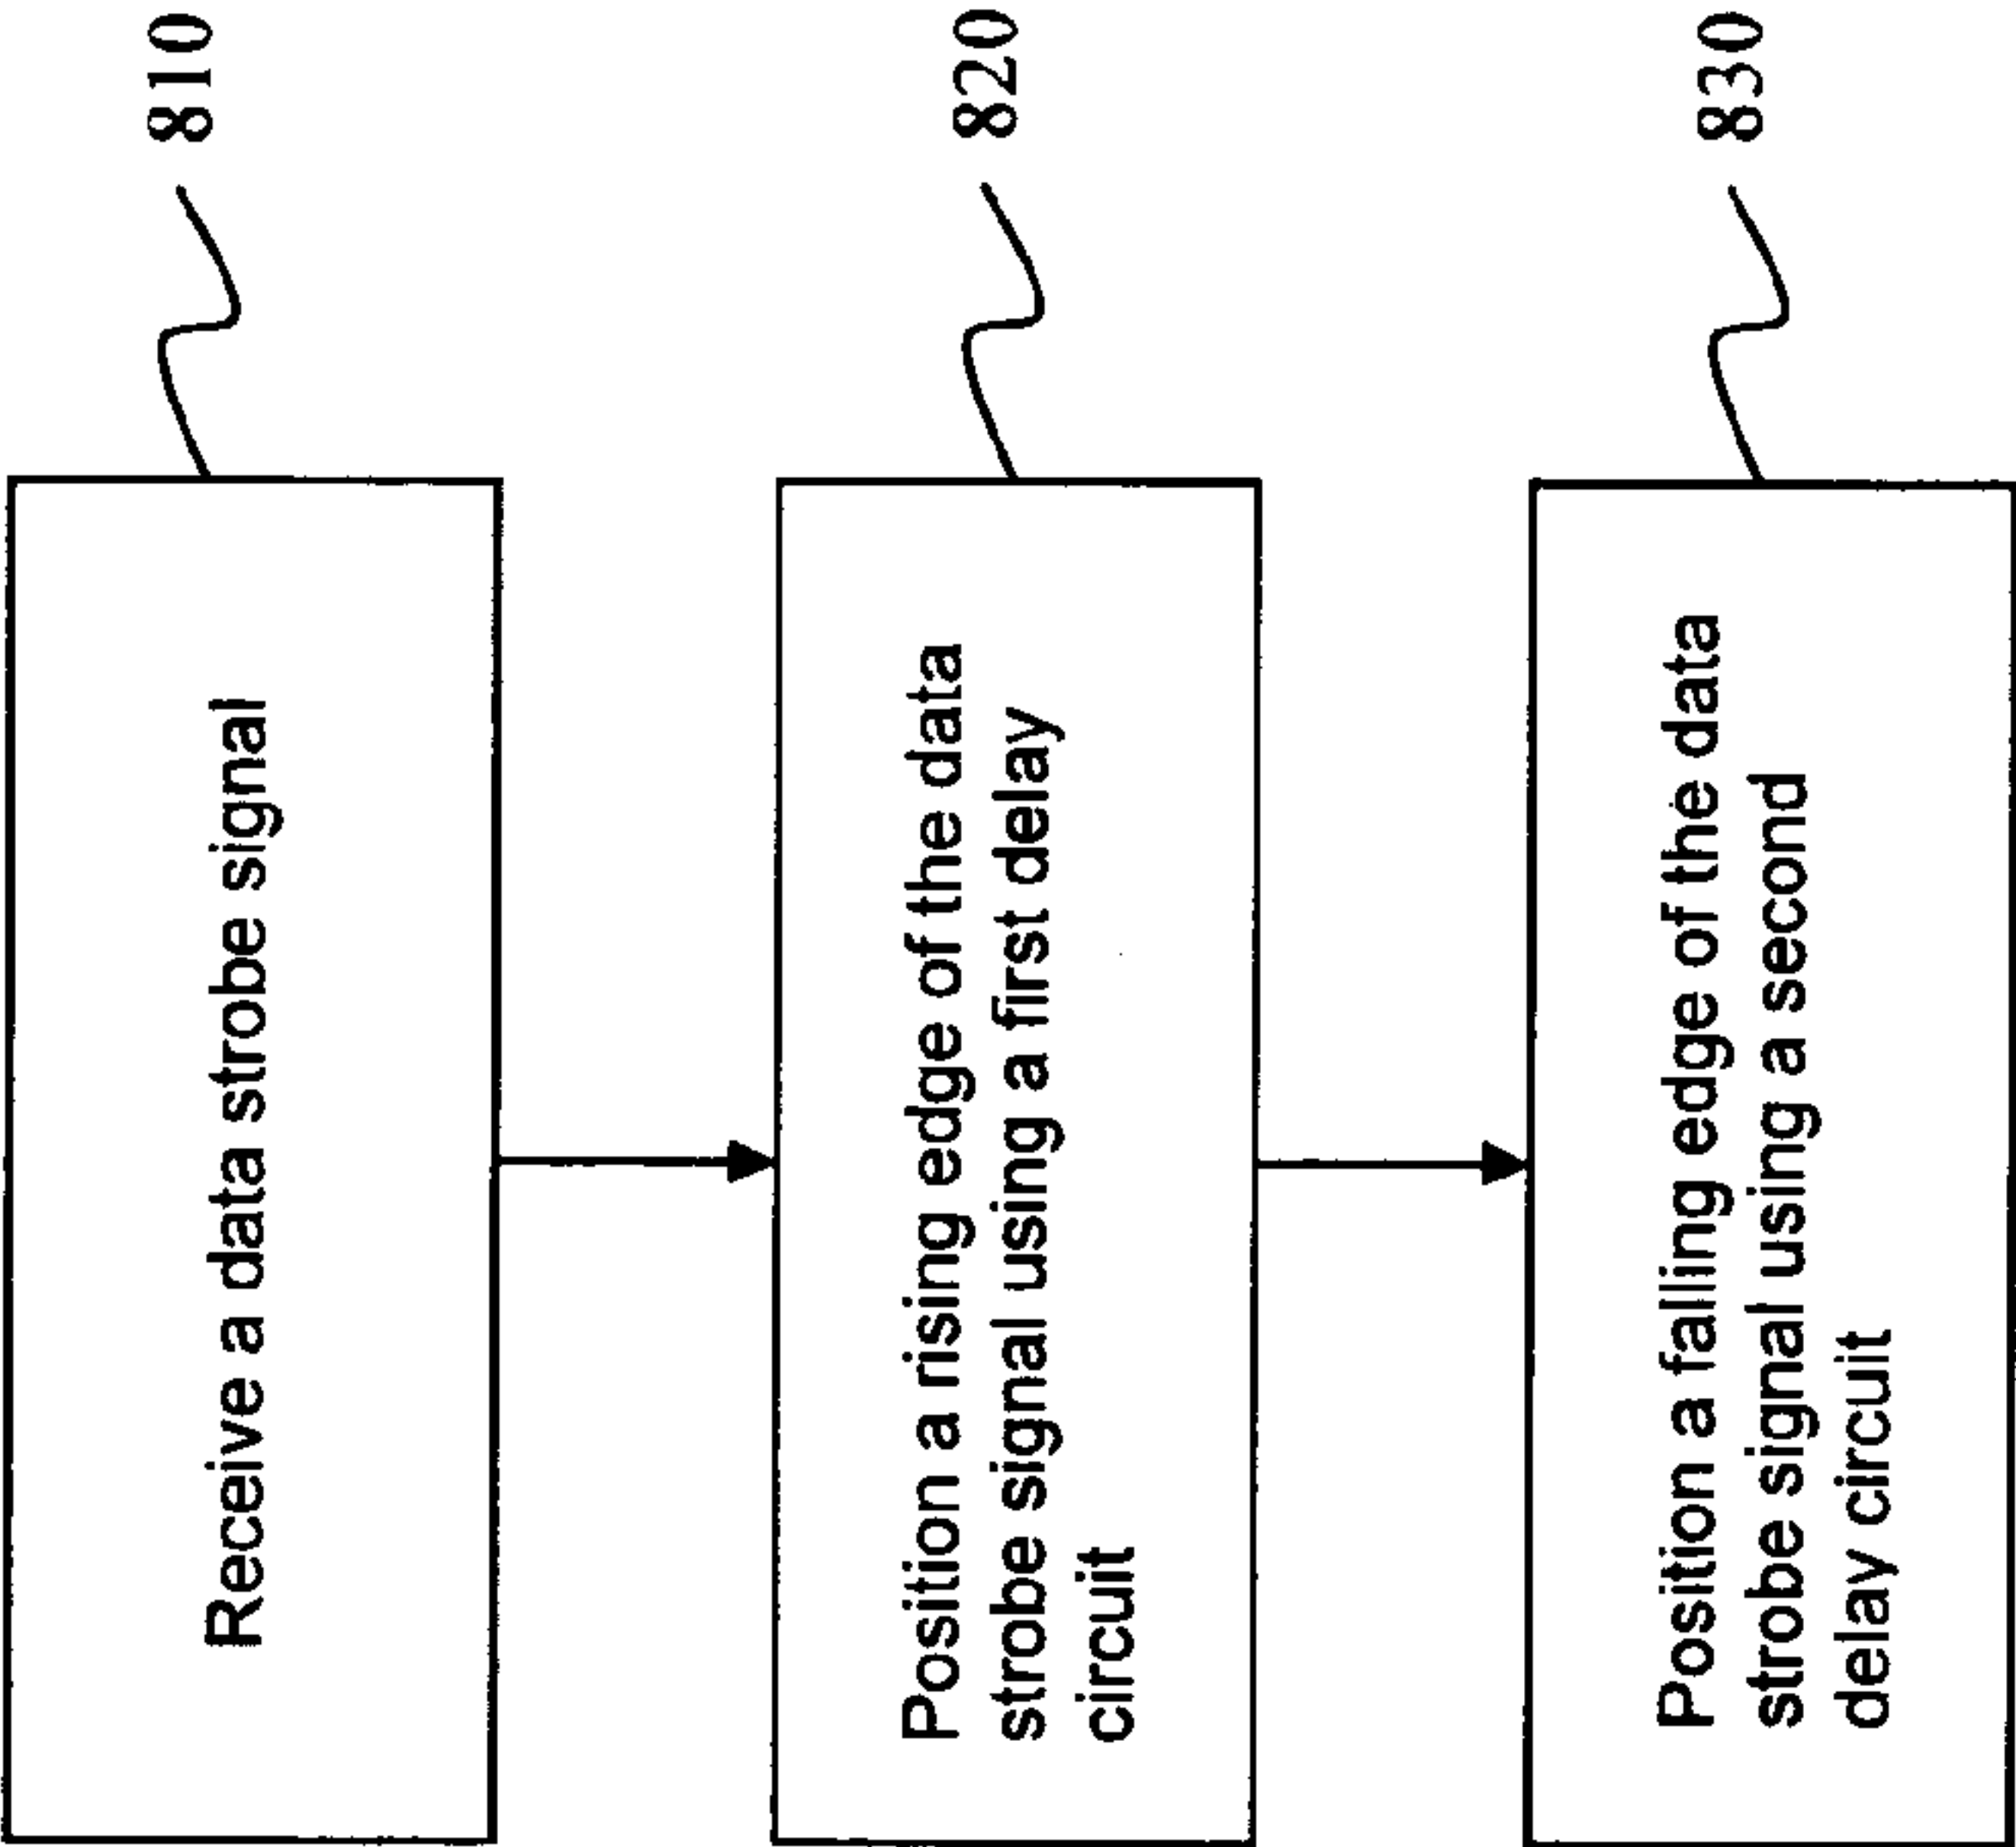 Receive a data strobe signal
810
Position a rising edge of the data
strobe signal using a first delay
circuit
820
Position a falling edge of the data
strobe signal using a second
delay circuit
830